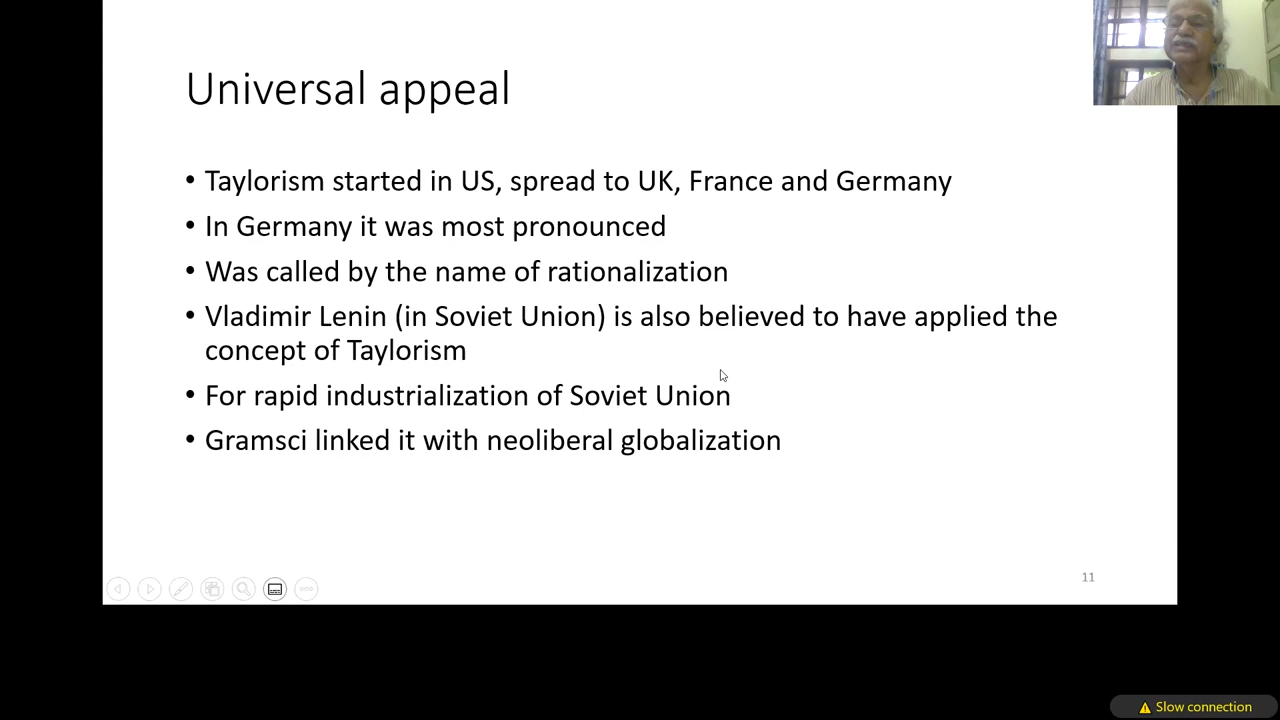 Universal appeal
• Taylorism started in US, spread to UK, France and Germany
• In Germany it was most pronounced
• Was called by the name of rationalization
• Vladimir Lenin (in Soviet Union) is also believed to have applied the
concept of Taylorism
• For rapid industrialization of Soviet Union
• Gramsci linked it with neoliberal globalization
11
Slow connection